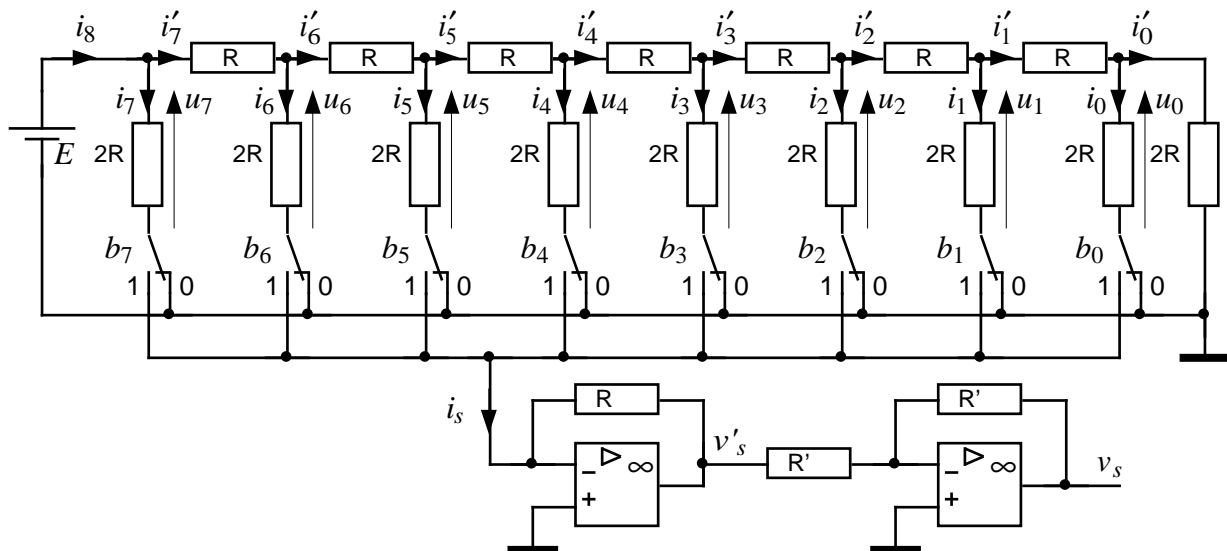 i₈ i′₇ i′₆ i′₅ i′₄ i′₃ i′₂ i′₁ i′₀
R R R R R R R
i₇ u₇ i₆ u₆ i₅ u₅ i₄ u₄ i₃ u₃ i₂ u₂ i₁ u₁ i₀ u₀
E 2R 2R 2R 2R 2R 2R 2R 2R 2R
b₇ b₆ b₅ b₄ b₃ b₂ b₁ b₀
1 0 1 0 1 0 1 0 1 0 1 0 1 0 1 0
iₛ R R'
v'ₛ vₛ
− ∞ R' − ∞
+ +